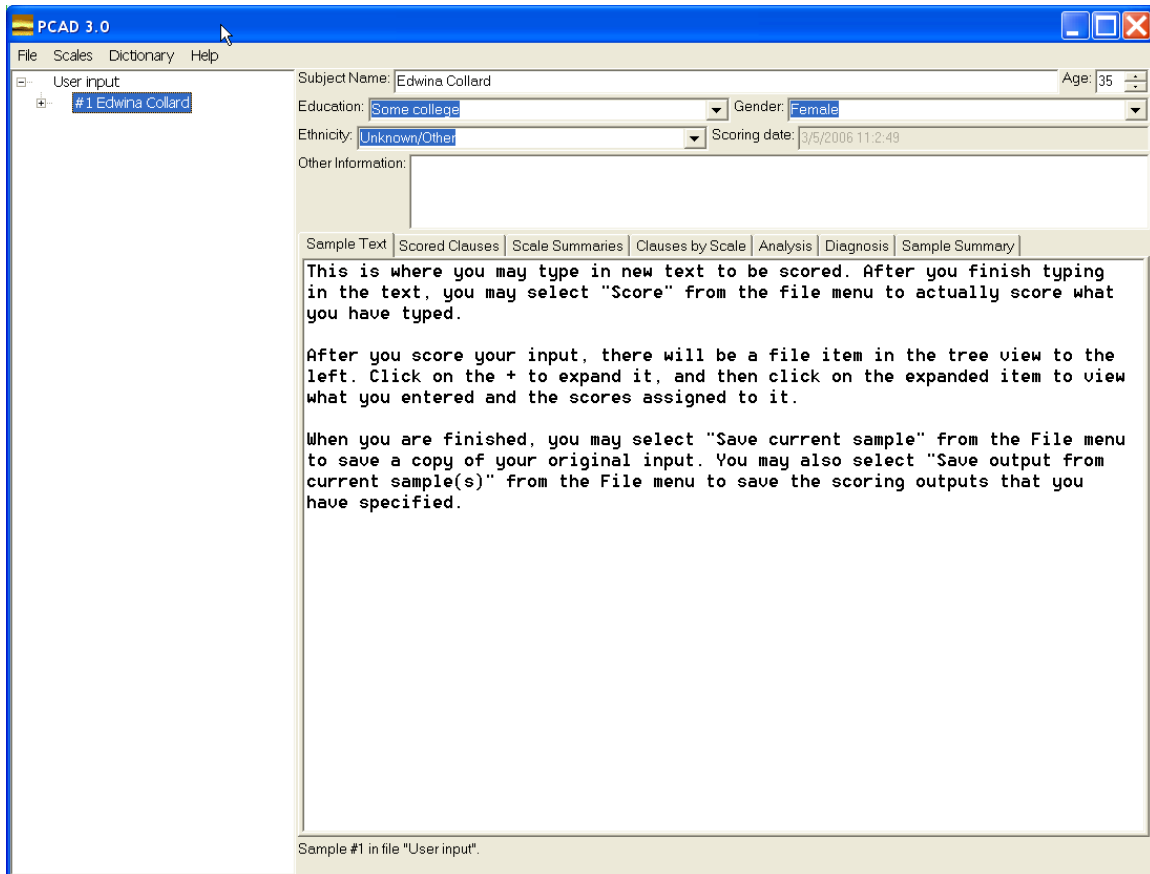 PCAD 3.0
File Scales Dictionary Help
User input
#1 Edwina Collard
Subject Name: Edwina Collard Age: 35
Education: Some college Gender: Female
Ethnicity: Unknown/Other Scoring date: 3/5/2006 11:2:49
Other Information:
Sample Text Scored Clauses Scale Summaries Clauses by Scale Analysis Diagnosis Sample Summary
This is where you may type in new text to be scored. After you finish typing
in the text, you may select "Score" from the file menu to actually score what
you have typed.
After you score your input, there will be a file item in the tree view to the
left. Click on the + to expand it, and then click on the expanded item to view
what you entered and the scores assigned to it.
When you are finished, you may select "Save current sample" from the File menu
to save a copy of your original input. You may also select "Save output from
current sample(s)" from the File menu to save the scoring outputs that you
have specified.
Sample #1 in file "User input".